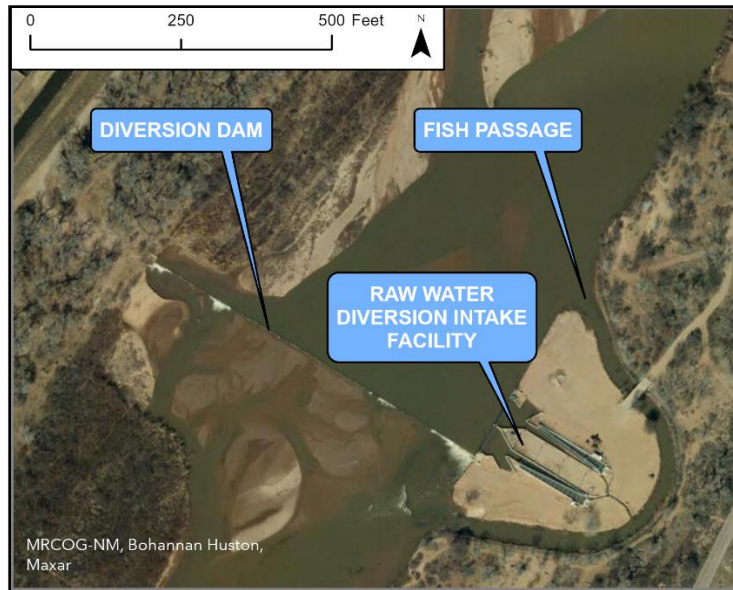 0 250 500 Feet N
DIVERSION DAM
FISH PASSAGE
RAW WATER
DIVERSION INTAKE
FACILITY
MRCOG-NM, Bohannan Huston,
Maxar